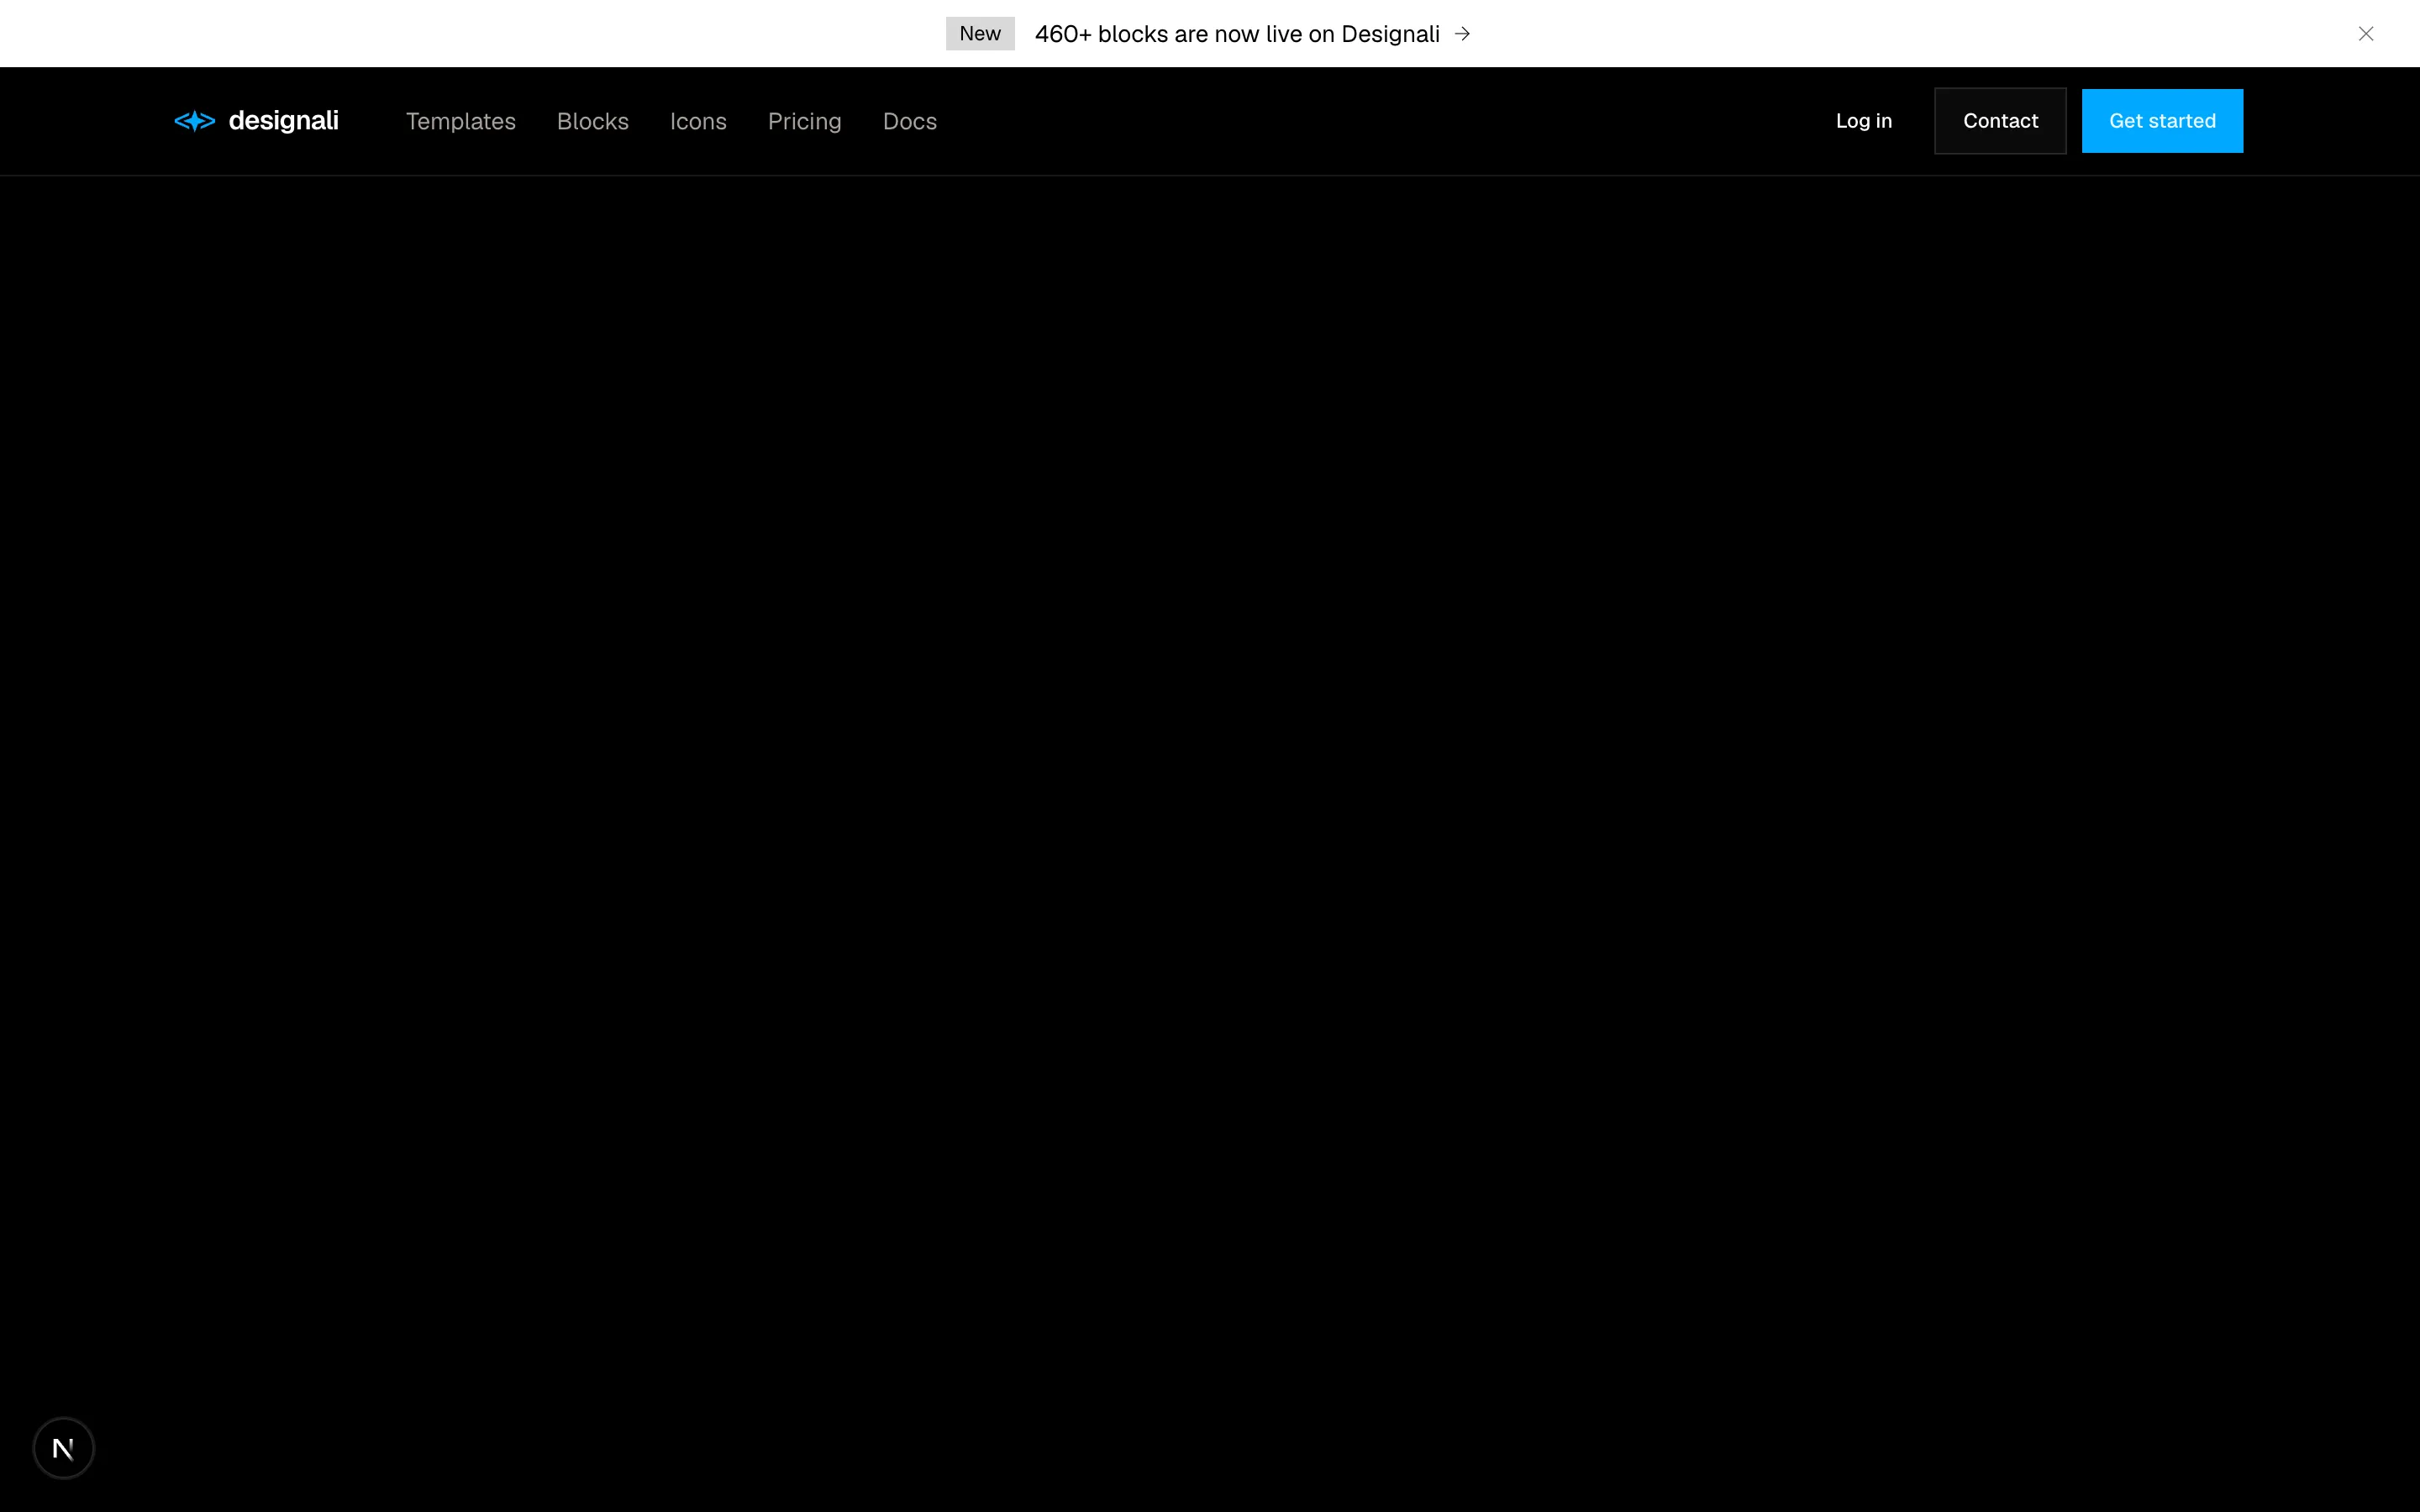 New 460+ blocks are now live on Designali →
designali Templates Blocks Icons Pricing Docs Log in Contact Get started
N